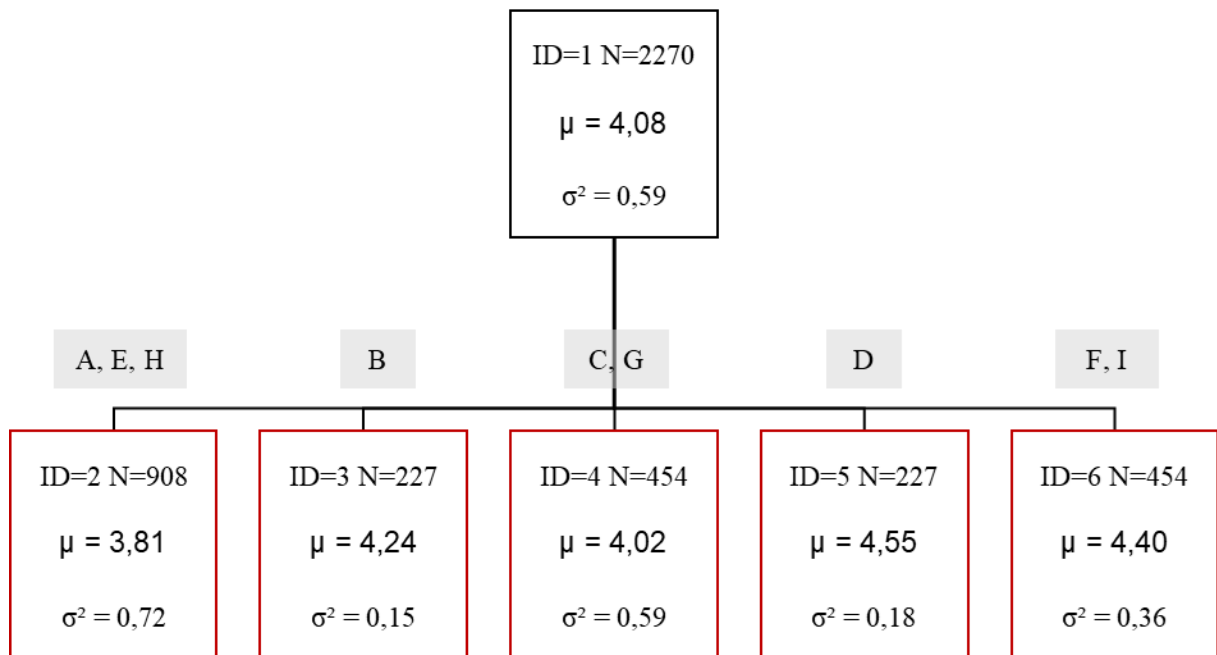 ID=1 N=2270
μ = 4,08
σ² = 0,59
A, E, H
B
C, G
D
F, I
ID=2 N=908
μ = 3,81
σ² = 0,72
ID=3 N=227
μ = 4,24
σ² = 0,15
ID=4 N=454
μ = 4,02
σ² = 0,59
ID=5 N=227
μ = 4,55
σ² = 0,18
ID=6 N=454
μ = 4,40
σ² = 0,36